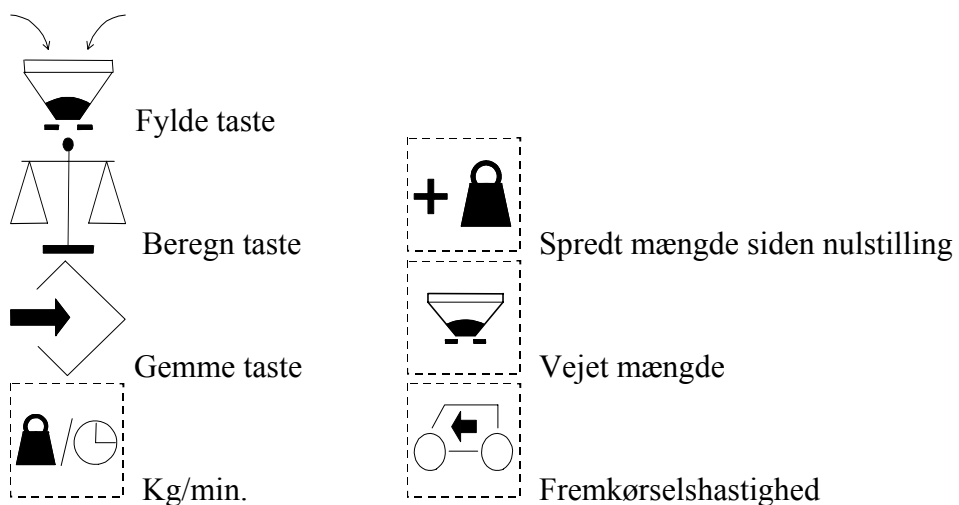 Fylde taste
Beregn taste
Spredt mængde siden nulstilling
Gemme taste
Vejet mængde
Kg/min.
Fremkørselshastighed